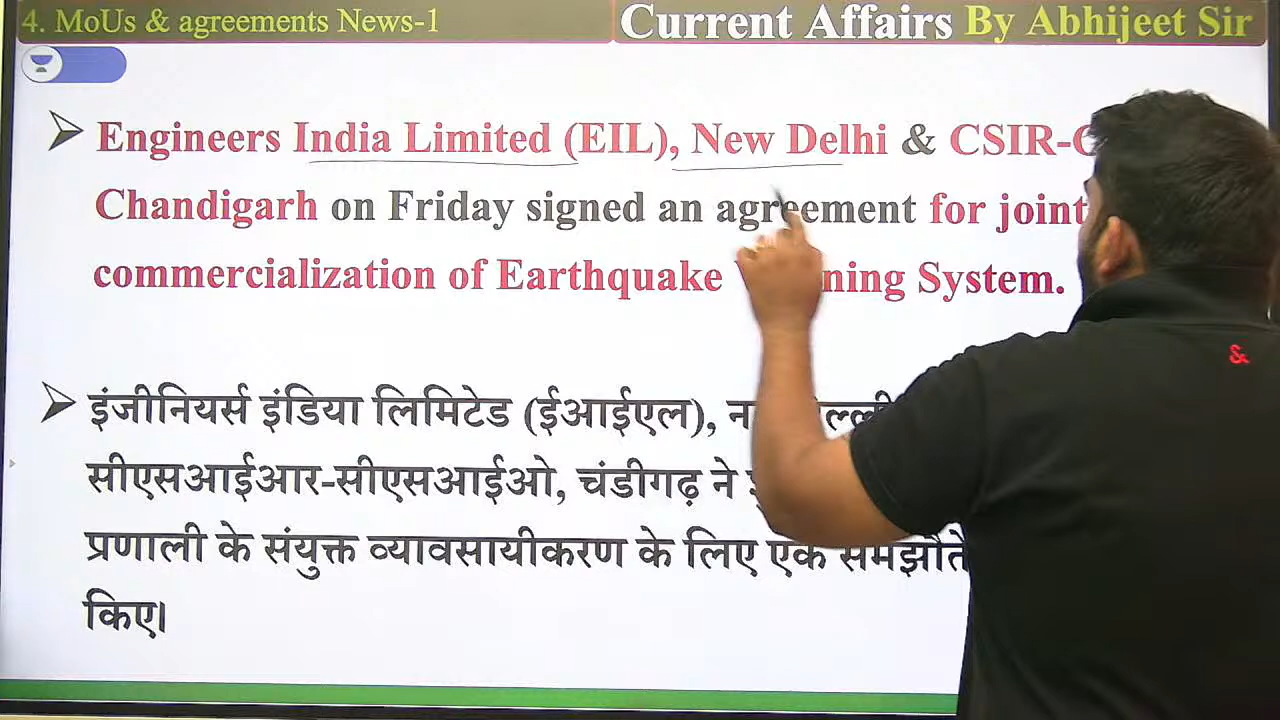 4. MoUs & agreements News-1
Current Affairs By Abhijeet Sir
Engineers India Limited (EIL), New Delhi & CSIR-
Chandigarh on Friday signed an agreement for joint
commercialization of Earthquake System.
इंजीनियर्स इंडिया लिमिटेड (ईआईएल),
सीएसआईआर-सीएसआईओ, चंडीगढ़ ने
प्रणाली के संयुक्त व्यावसायीकरण के लिए एक समझौते
किए।
&